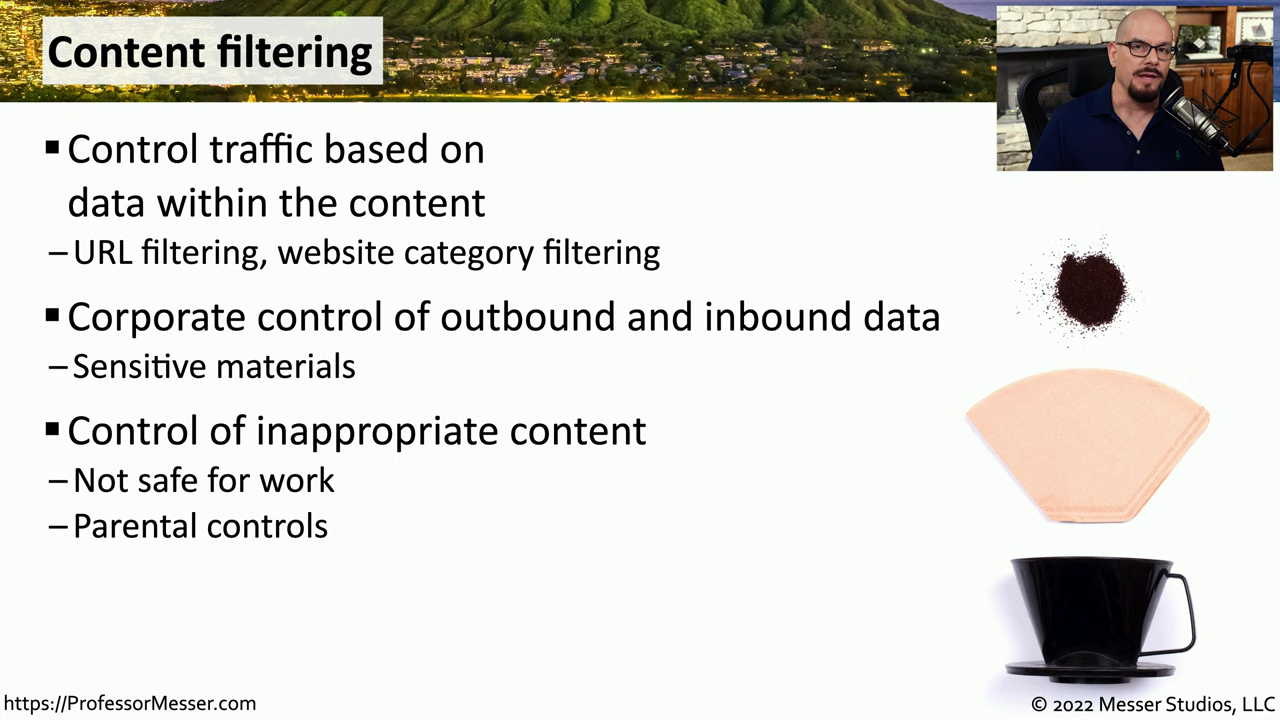 Content filtering
▪ Control traffic based on
data within the content
– URL filtering, website category filtering
▪ Corporate control of outbound and inbound data
– Sensitive materials
▪ Control of inappropriate content
– Not safe for work
– Parental controls
https://ProfessorMesser.com
© 2022 Messer Studios, LLC